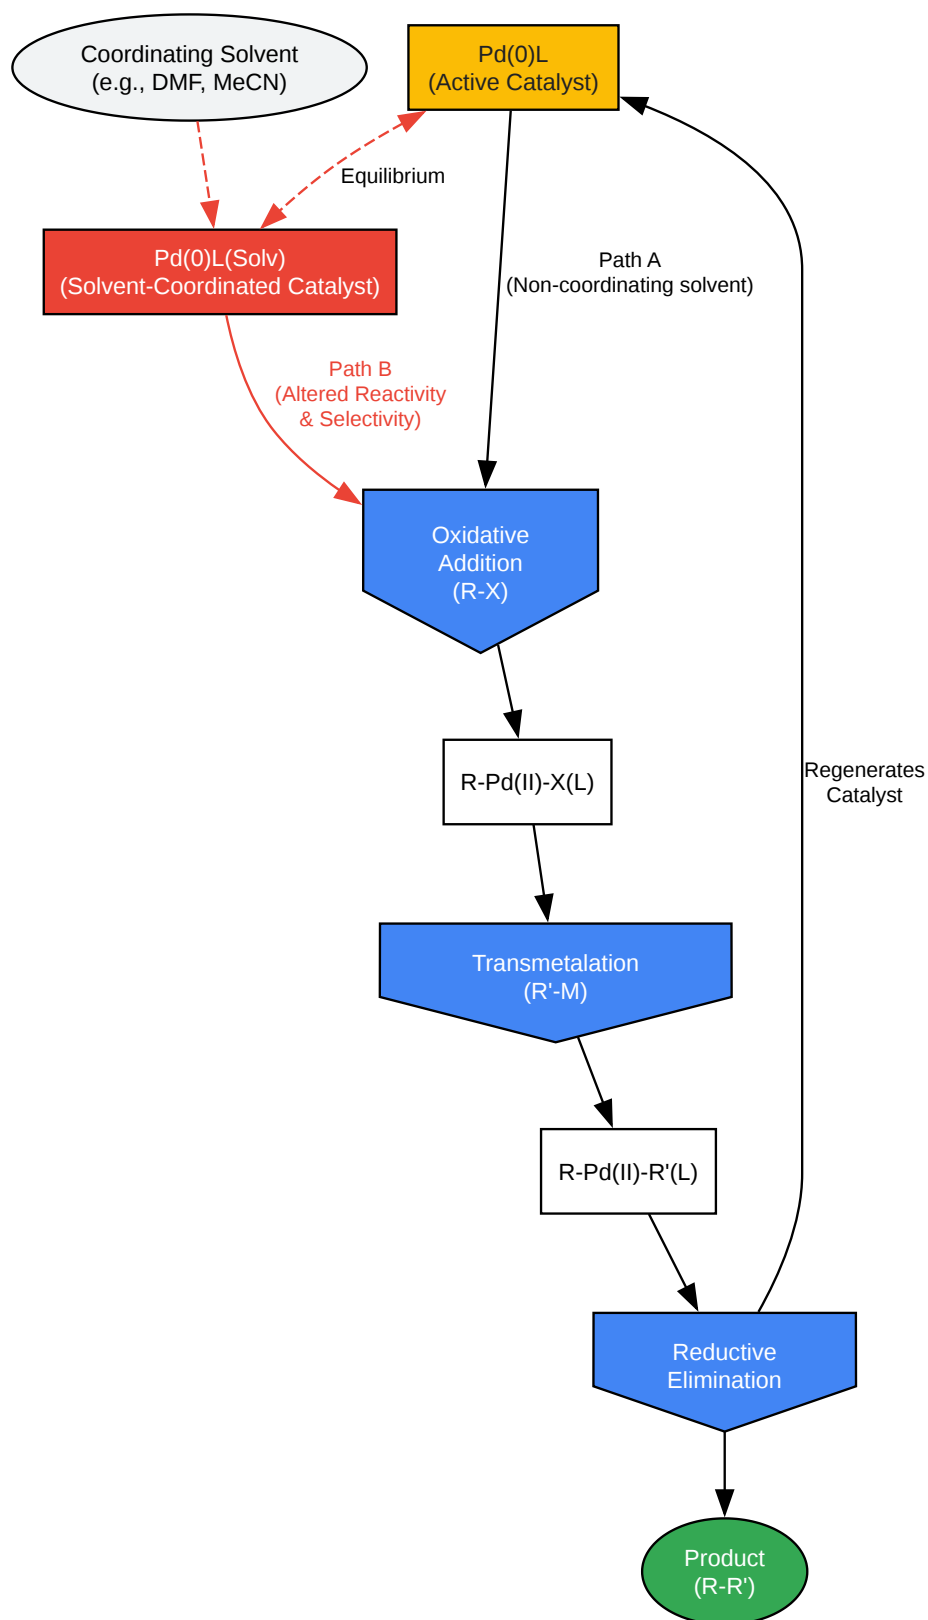 Coordinating Solvent
(e.g., DMF, MeCN)
Pd(0)L
(Active Catalyst)
Equilibrium
Pd(0)L(Solv)
(Solvent-Coordinated Catalyst)
Path A
(Non-coordinating solvent)
Path B
(Altered Reactivity
& Selectivity)
Oxidative
Addition
(R-X)
R-Pd(II)-X(L)
Regenerates
Catalyst
Transmetalation
(R'-M)
R-Pd(II)-R'(L)
Reductive
Elimination
Product
(R-R')